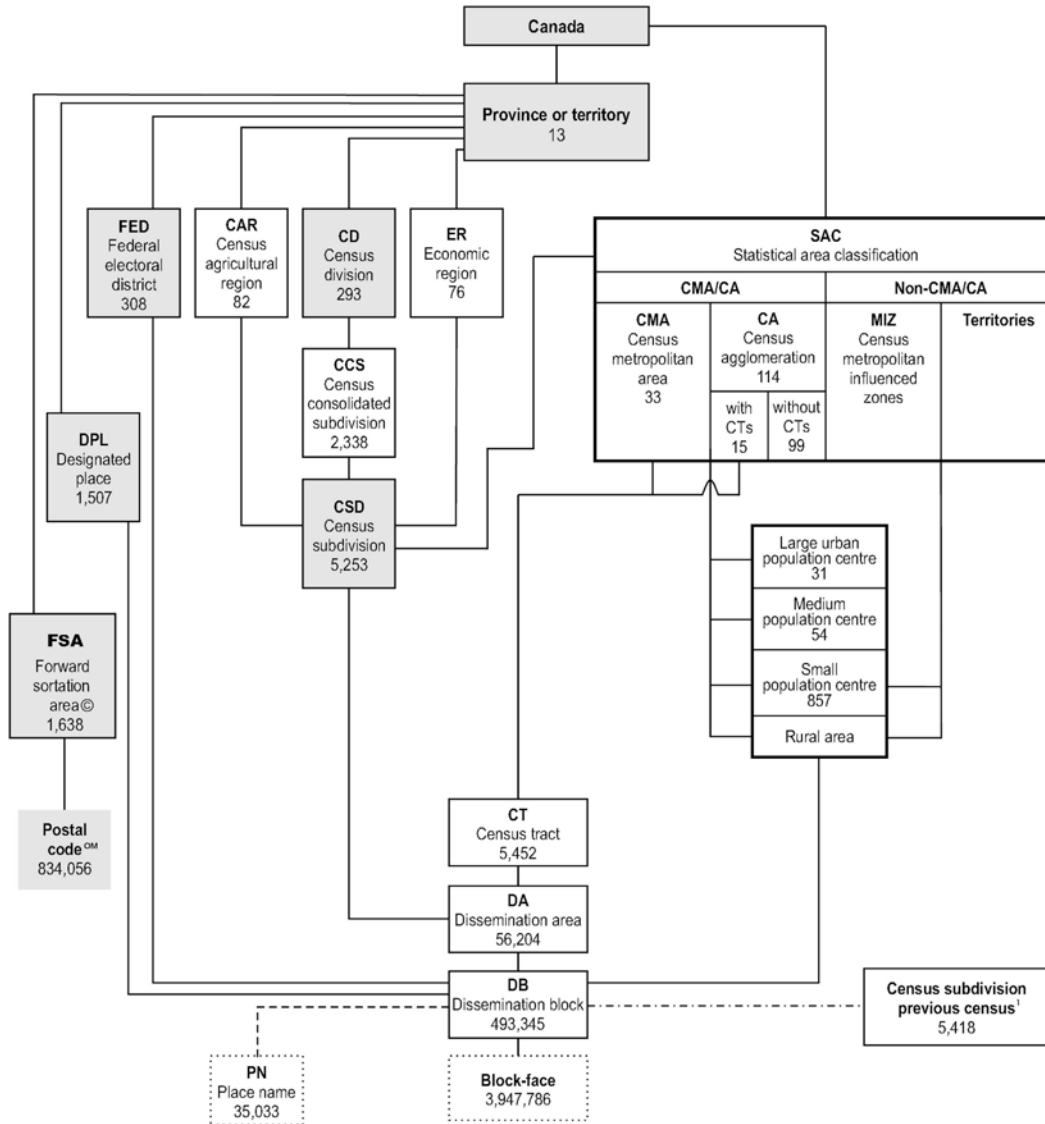 Canada
Province or territory
13
FED
Federal
electoral
district
308
CAR
Census
agricultural
region
82
CD
Census
division
293
ER
Economic
region
76
SAC
Statistical area classification
CMA/CA
Non-CMA/CA
CMA
Census
metropolitan
area
33
CA
Census
agglomeration
114
with
CTs
15
without
CTs
99
MIZ
Census
metropolitan
influenced
zones
Territories
CCS
Census
consolidated
subdivision
2,338
DPL
Designated
place
1,507
CSD
Census
subdivision
5,253
Large urban
population centre
31
Medium
population centre
54
Small
population centre
857
Rural area
FSA
Forward
sortation
area©
1,638
Postal
code ᴼᴹ
834,056
CT
Census tract
5,452
DA
Dissemination area
56,204
DB
Dissemination block
493,345
Census subdivision
previous census¹
5,418
PN
Place name
35,033
Block-face
3,947,786